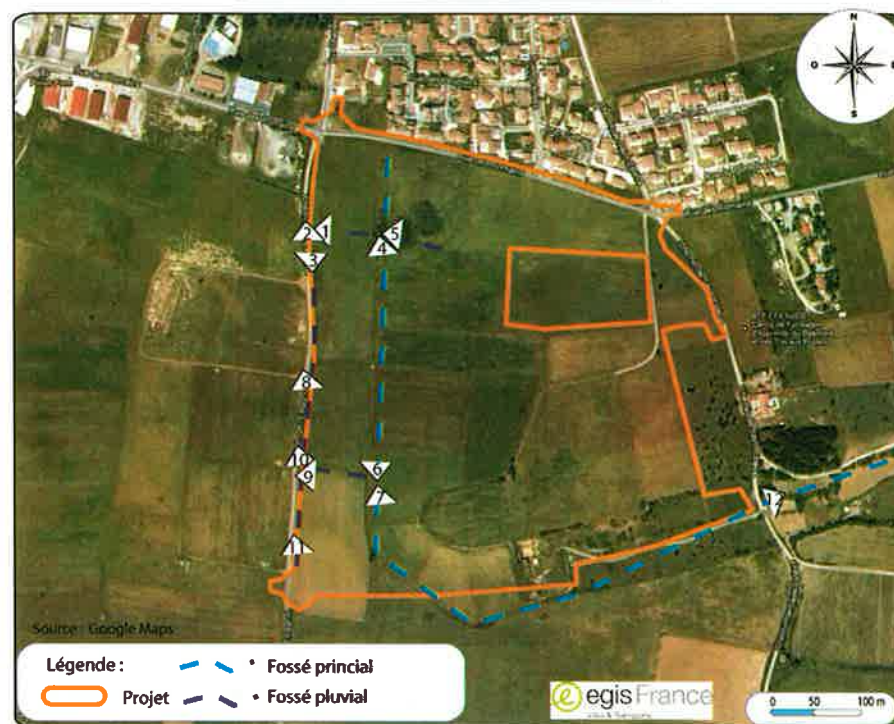 N
O
E
S
2
1
5
4
3
8
10
9
6
7
11
12
Source : Google Maps
Légende :
Fossé princial
Projet
Fossé pluvial
egis France
0 50 100 m